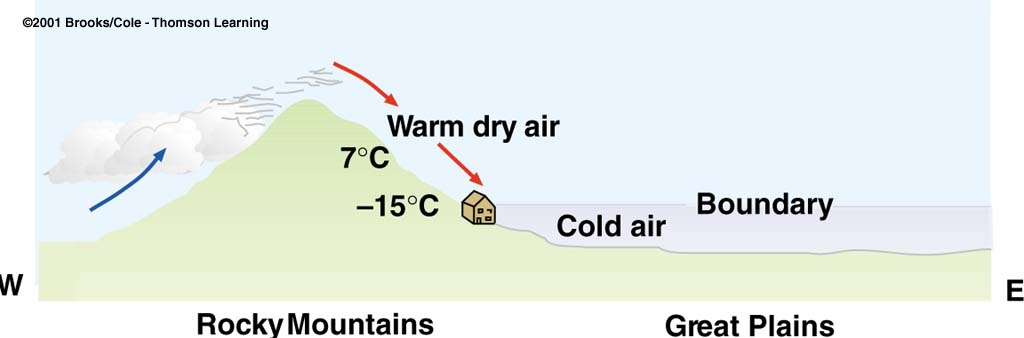 ©2001 Brooks/Cole - Thomson Learning
Warm dry air
7°C
–15°C
Boundary
Cold air
W
E
Rocky Mountains
Great Plains